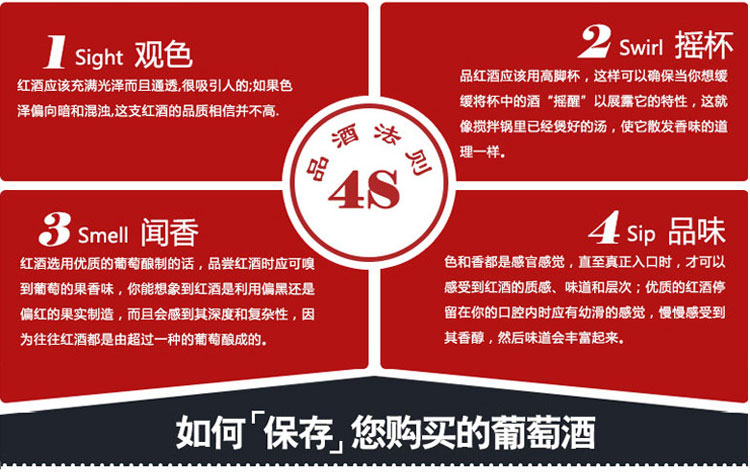 1 Sight 观色
红酒应该充满光泽而且通透,很吸引人的;如果色
泽偏向暗和混浊,这支红酒的品质相信并不高.
2 Swirl 摇杯
品红酒应该用高脚杯，这样可以确保当你想缓
缓将杯中的酒“摇醒”以展露它的特性，这就
像搅拌锅里已经煲好的汤，使它散发香味的道
理一样。
品酒法则
4S
3 Smell 闻香
红酒选用优质的葡萄酿制的话，品尝红酒时应可嗅
到葡萄的果香味，你能想象到红酒是利用偏黑还是
偏红的果实制造，而且会感到其深度和复杂性，因
为往往红酒都是由超过一种的葡萄酿成的。
4 Sip 品味
色和香都是感官感觉，直至真正入口时，才可以
感受到红酒的质感、味道和层次；优质的红酒停
留在你的口腔内时应有幼滑的感觉，慢慢感受到
其香醇，然后味道会丰富起来。
如何「保存」您购买的葡萄酒